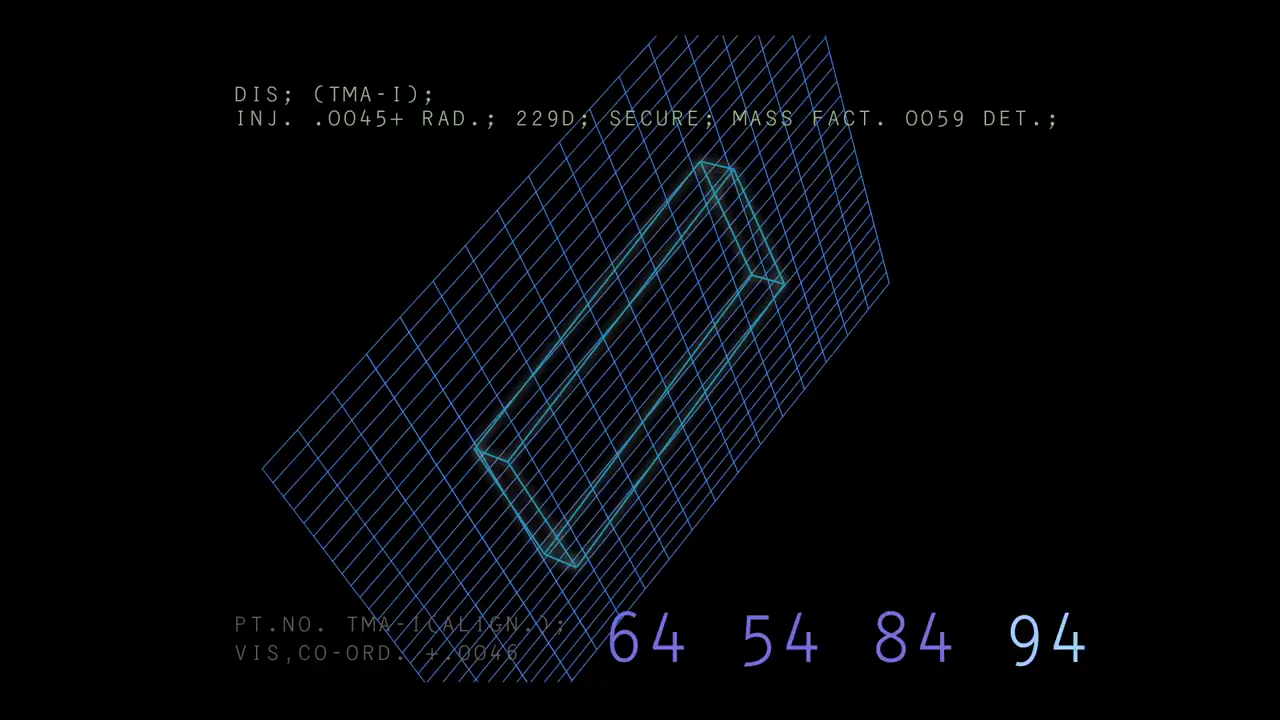 DIS; (TMA-I);
INJ. .0045+ RAD.; 229D; SECURE; MASS FACT. 0059 DET.;
PT.NO. TMA-I(ALIGN.);
VIS,CO-ORD. +.0046
64 54 84 94